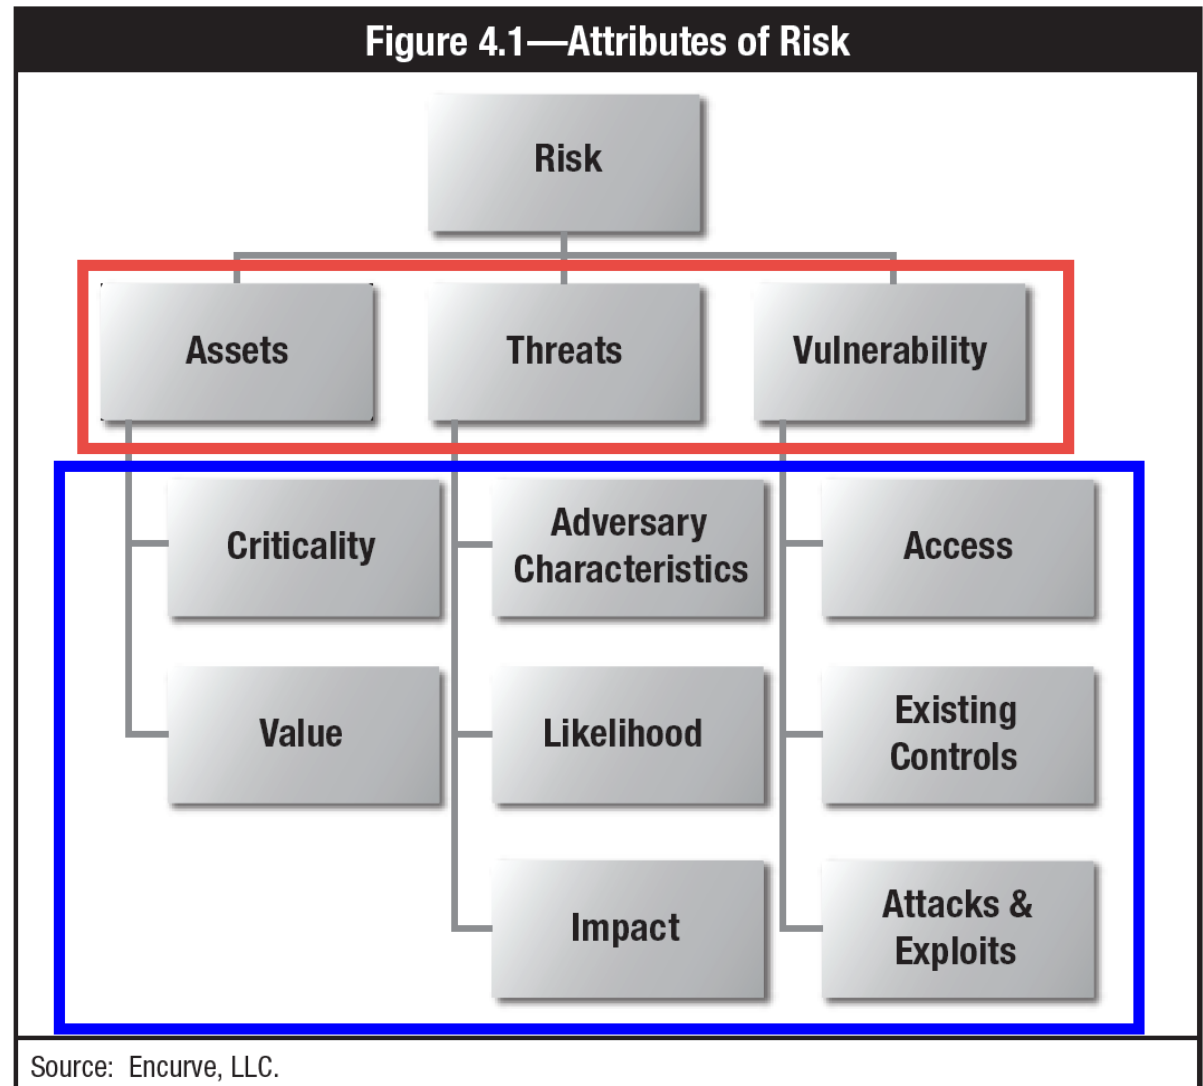 Figure 4.1—Attributes of Risk
Risk
Assets
Threats
Vulnerability
Criticality
Adversary
Characteristics
Access
Value
Likelihood
Existing
Controls
Impact
Attacks &
Exploits
Source: Encurve, LLC.